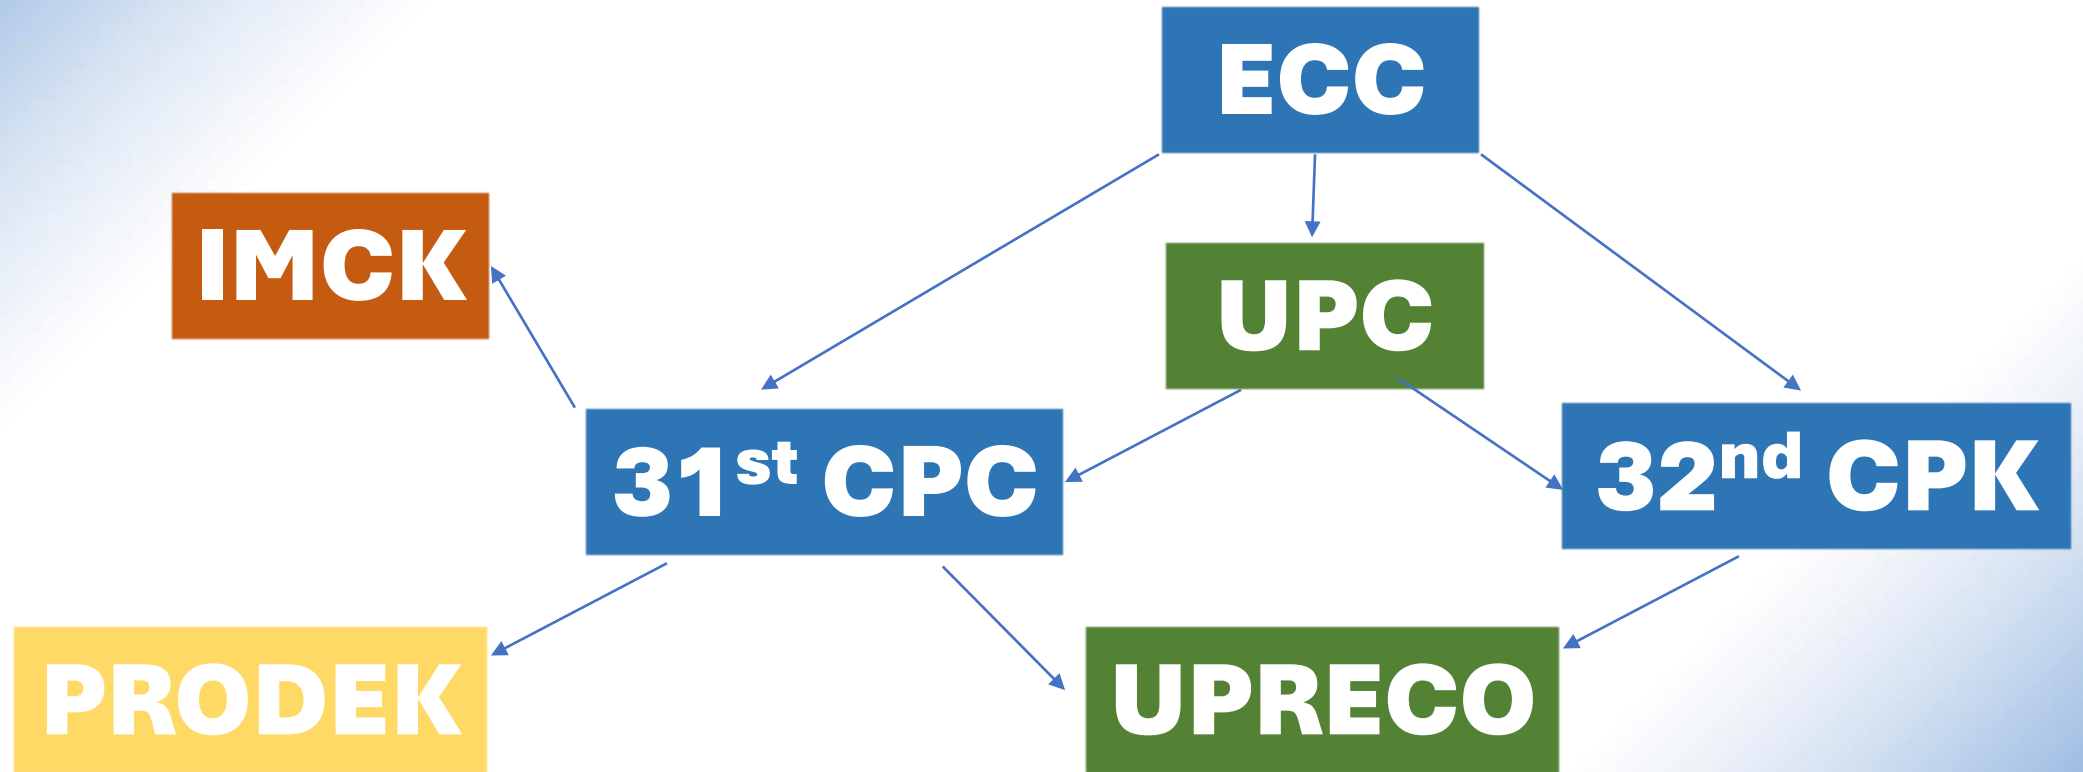 ECC
IMCK
UPC
31st CPC
32nd CPK
PRODEK
UPRECO